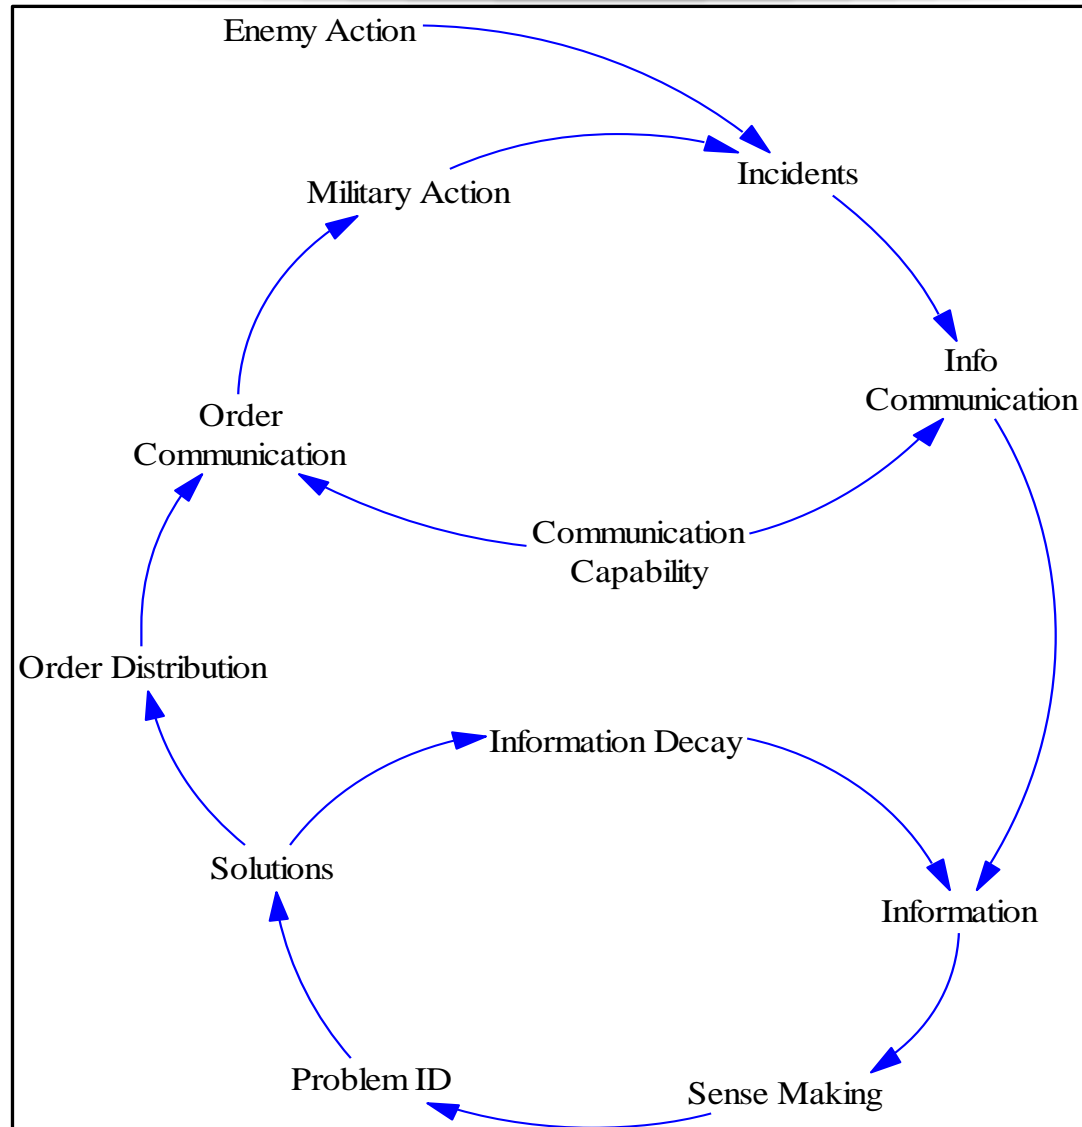 Enemy Action
Incidents
Military Action
Info
Communication
Order
Communication
Communication
Capability
Order Distribution
Information Decay
Solutions
Information
Problem ID
Sense Making